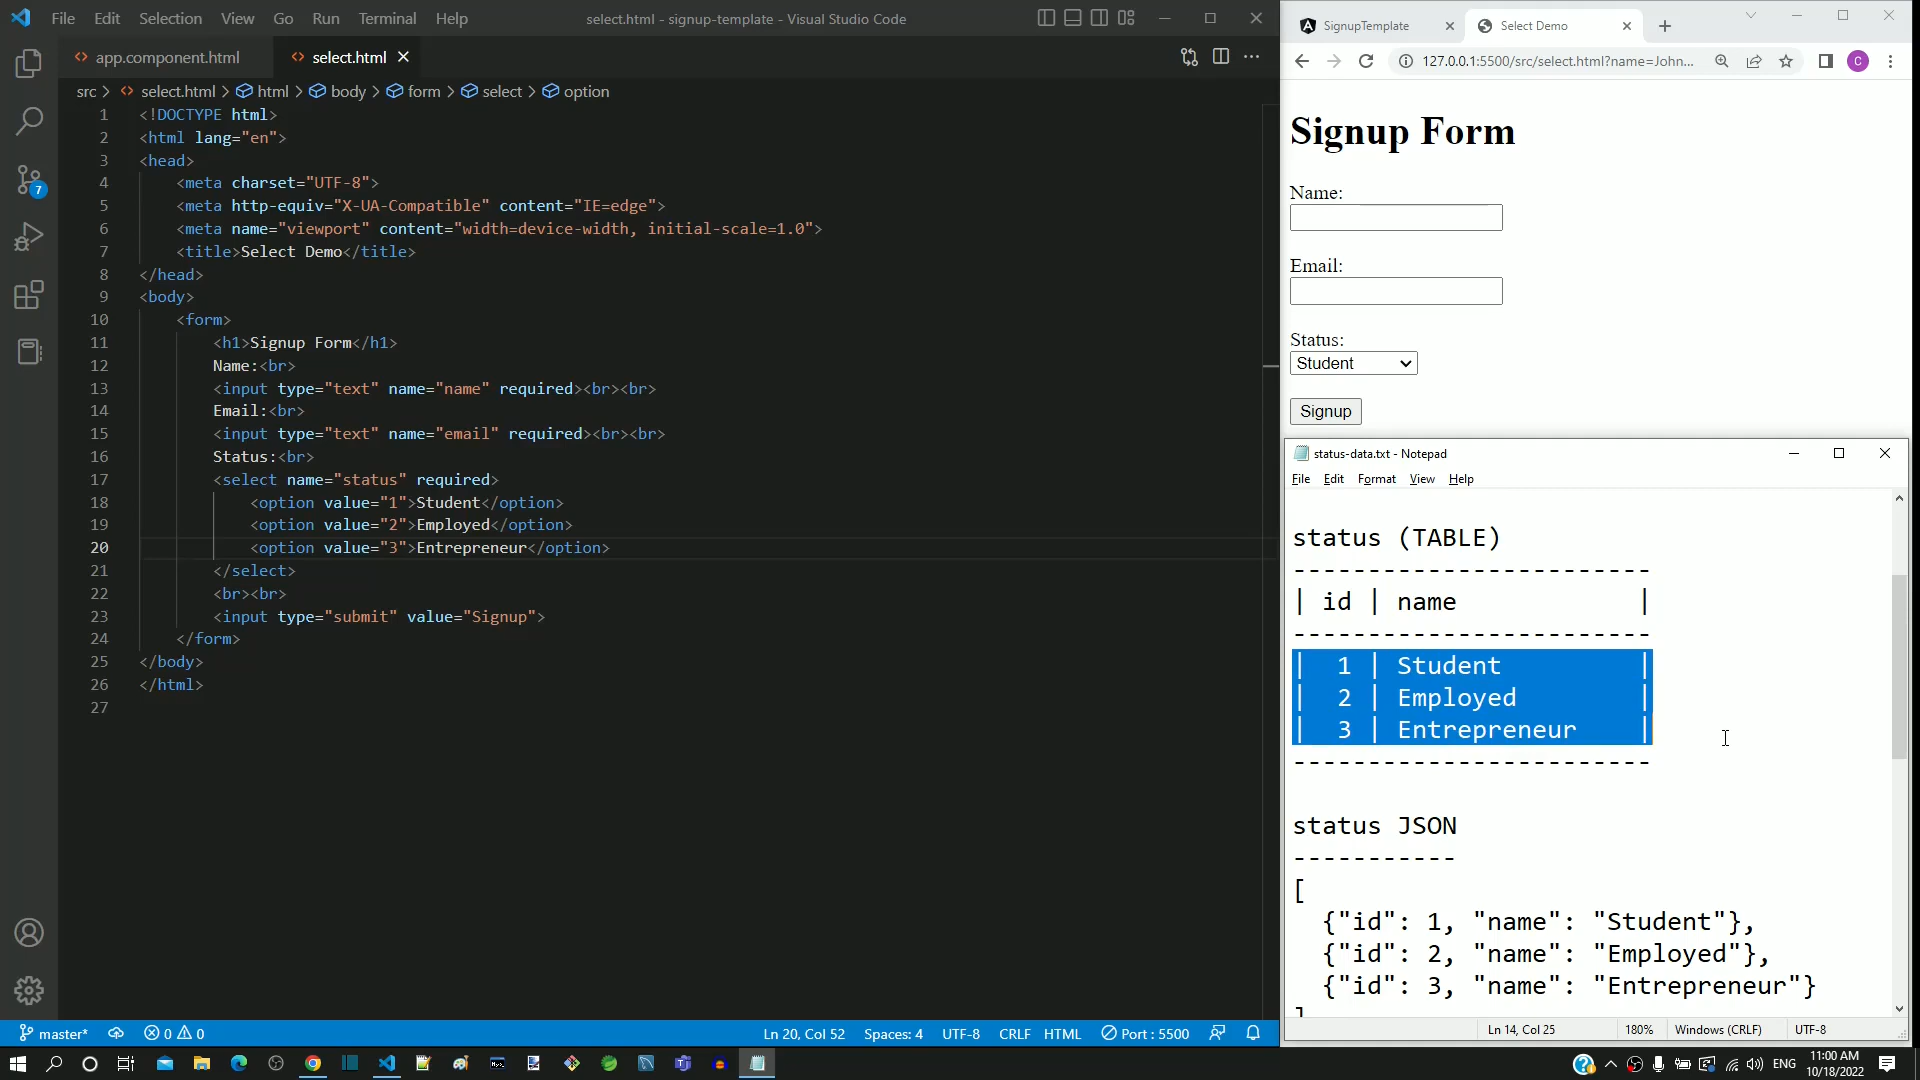 File Edit Selection View Go Run Terminal Help
select.html - signup-template - Visual Studio Code
app.component.html
select.html
src > select.html > html > body > form > select > option
1 <!DOCTYPE html>
2 <html lang="en">
3 <head>
4 <meta charset="UTF-8">
5 <meta http-equiv="X-UA-Compatible" content="IE=edge">
6 <meta name="viewport" content="width=device-width, initial-scale=1.0">
7 <title>Select Demo</title>
8 </head>
9 <body>
10 <form>
11 <h1>Signup Form</h1>
12 Name:<br>
13 <input type="text" name="name" required><br><br>
14 Email:<br>
15 <input type="text" name="email" required><br><br>
16 Status:<br>
17 <select name="status" required>
18 <option value="1">Student</option>
19 <option value="2">Employed</option>
20 <option value="3">Entrepreneur</option>
21 </select>
22 <br><br>
23 <input type="submit" value="Signup">
24 </form>
25 </body>
26 </html>
27
7
master*
0 0
Ln 20, Col 52 Spaces: 4 UTF-8 CRLF HTML Port : 5500
SignupTemplate
Select Demo
127.0.0.1:5500/src/select.html?name=John...
C
Signup Form
Name:
Email:
Status:
Student
Signup
status-data.txt - Notepad
File Edit Format View Help
status (TABLE)
------------------------
| id | name |
------------------------
| 1 | Student |
| 2 | Employed |
| 3 | Entrepreneur |
------------------------
status JSON
-----------
[
{"id": 1, "name": "Student"},
{"id": 2, "name": "Employed"},
{"id": 3, "name": "Entrepreneur"}
]
Ln 14, Col 25 180% Windows (CRLF) UTF-8
ENG
11:00 AM
10/18/2022